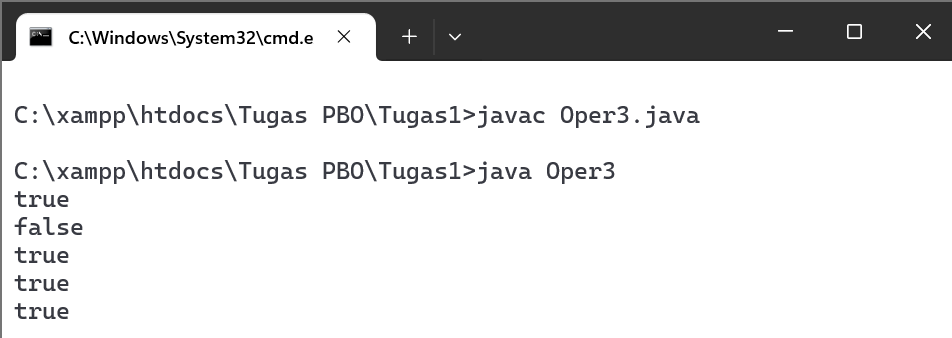 C:\Windows\System32\cmd.e
C:\xampp\htdocs\Tugas PBO\Tugas1>javac Oper3.java
C:\xampp\htdocs\Tugas PBO\Tugas1>java Oper3
true
false
true
true
true